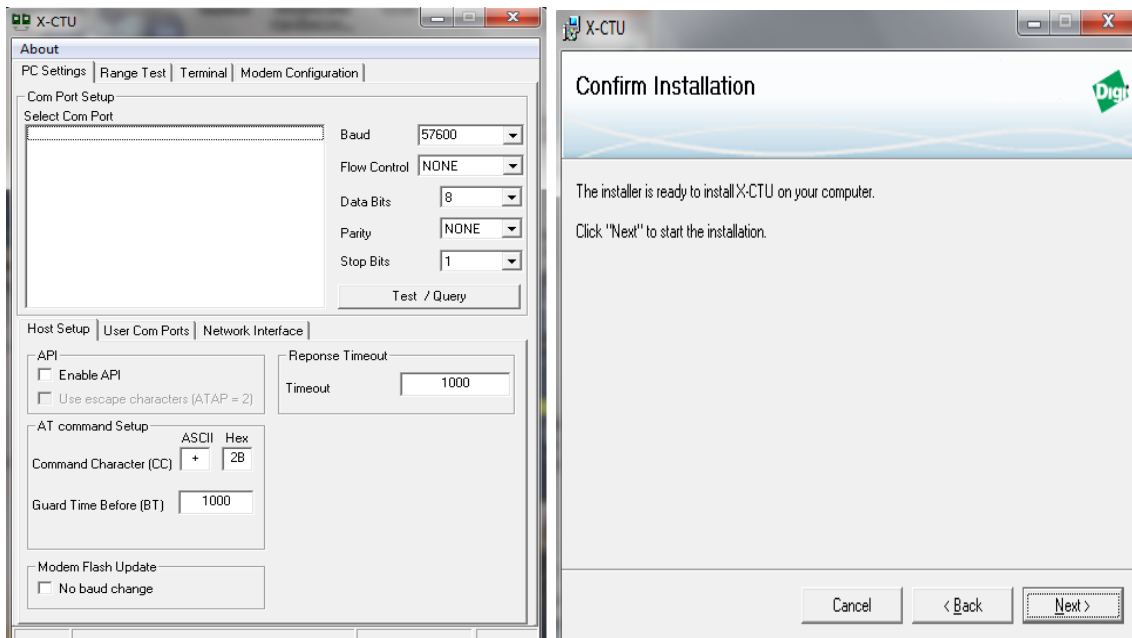 X-CTU
About
PC Settings Range Test Terminal Modem Configuration
Com Port Setup
Select Com Port
Baud 57600
Flow Control NONE
Data Bits 8
Parity NONE
Stop Bits 1
Test / Query
Host Setup User Com Ports Network Interface
API
Enable API
Use escape characters (ATAP = 2)
Reponse Timeout
Timeout 1000
AT command Setup
ASCII Hex
Command Character (CC) + 2B
Guard Time Before (BT) 1000
Modem Flash Update
No baud change
X-CTU
Confirm Installation
Digi
The installer is ready to install X-CTU on your computer.
Click "Next" to start the installation.
Cancel < Back Next >